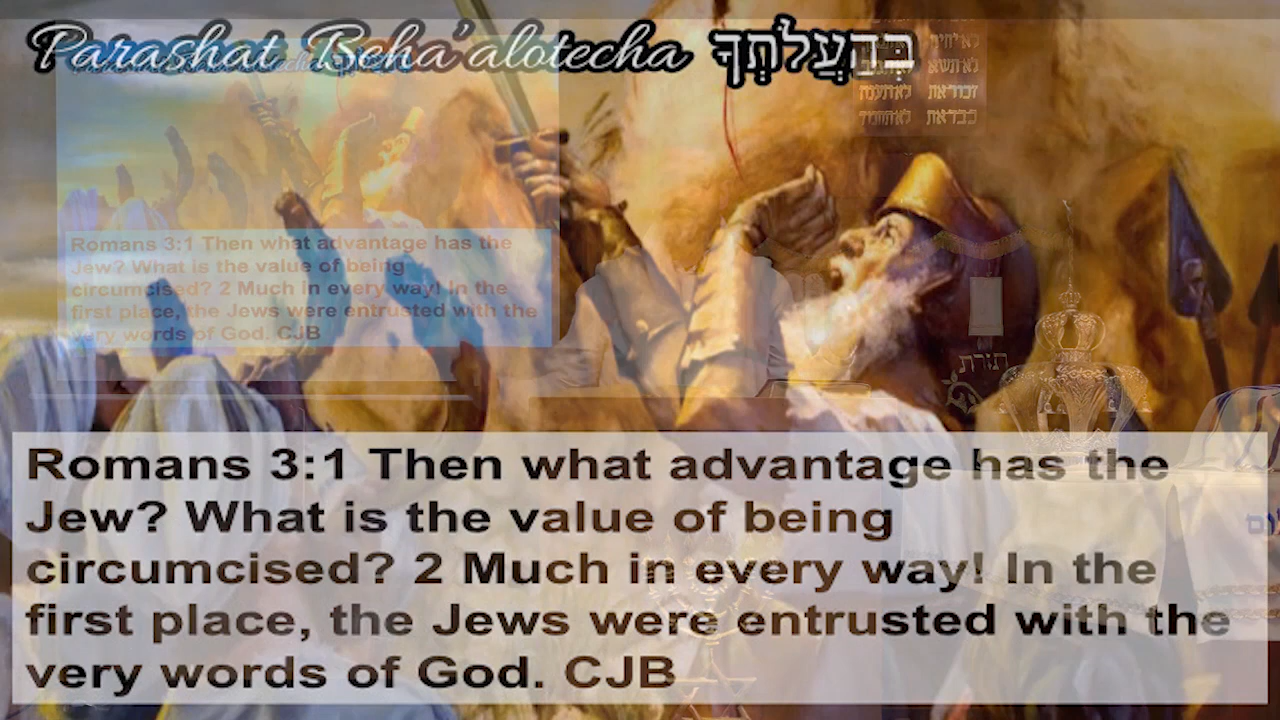 Parashat Beha'alotecha בְּהַעֲלֹתְךָ
Romans 3:1 Then what advantage has the
Jew? What is the value of being
circumcised? 2 Much in every way! In the
first place, the Jews were entrusted with the
very words of God. CJB
תורת
Romans 3:1 Then what advantage has the
Jew? What is the value of being
circumcised? 2 Much in every way! In the
first place, the Jews were entrusted with the
very words of God. CJB